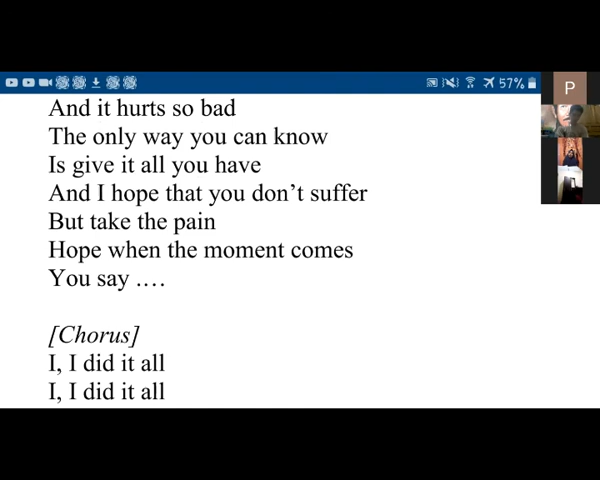 57%
P
And it hurts so bad
The only way you can know
Is give it all you have
And I hope that you don’t suffer
But take the pain
Hope when the moment comes
You say ….
[Chorus]
I, I did it all
I, I did it all